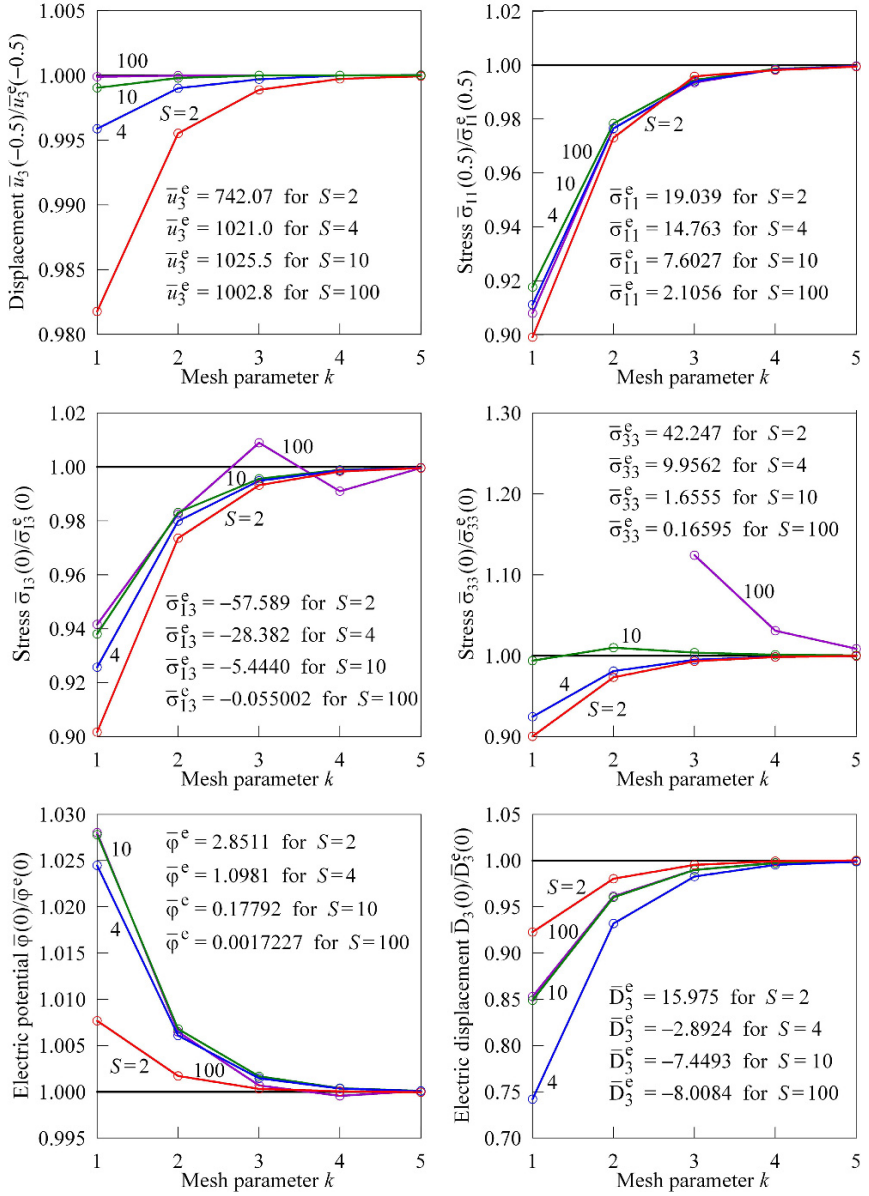 Displacement u̅₃(−0.5)/u̅₃ᵉ(−0.5)
1.005
1.000
0.995
0.990
0.985
0.980
100
10
4
S=2
u̅₃ᵉ = 742.07 for S=2
u̅₃ᵉ = 1021.0 for S=4
u̅₃ᵉ = 1025.5 for S=10
u̅₃ᵉ = 1002.8 for S=100
1 2 3 4 5
Mesh parameter k
Stress σ̅₁₁(0.5)/σ̅₁₁ᵉ(0.5)
1.02
1.00
0.98
0.96
0.94
0.92
0.90
S=2
100
10
4
σ̅₁₁ᵉ = 19.039 for S=2
σ̅₁₁ᵉ = 14.763 for S=4
σ̅₁₁ᵉ = 7.6027 for S=10
σ̅₁₁ᵉ = 2.1056 for S=100
1 2 3 4 5
Mesh parameter k
Stress σ̅₁₃(0)/σ̅₁₃ᵉ(0)
1.02
1.00
0.98
0.96
0.94
0.92
0.90
100
10
S=2
4
σ̅₁₃ᵉ = −57.589 for S=2
σ̅₁₃ᵉ = −28.382 for S=4
σ̅₁₃ᵉ = −5.4440 for S=10
σ̅₁₃ᵉ = −0.055002 for S=100
1 2 3 4 5
Mesh parameter k
Stress σ̅₃₃(0)/σ̅₃₃ᵉ(0)
1.30
1.20
1.10
1.00
0.90
σ̅₃₃ᵉ = 42.247 for S=2
σ̅₃₃ᵉ = 9.9562 for S=4
σ̅₃₃ᵉ = 1.6555 for S=10
σ̅₃₃ᵉ = 0.16595 for S=100
100
10
4
S=2
1 2 3 4 5
Mesh parameter k
Electric potential φ̅(0)/φ̅ᵉ(0)
1.030
1.025
1.020
1.015
1.010
1.005
1.000
0.995
10
4
S=2
100
φ̅ᵉ = 2.8511 for S=2
φ̅ᵉ = 1.0981 for S=4
φ̅ᵉ = 0.17792 for S=10
φ̅ᵉ = 0.0017227 for S=100
1 2 3 4 5
Mesh parameter k
Electric displacement D̅₃(0)/D̅₃ᵉ(0)
1.05
1.00
0.95
0.90
0.85
0.80
0.75
0.70
S=2
100
10
4
D̅₃ᵉ = 15.975 for S=2
D̅₃ᵉ = −2.8924 for S=4
D̅₃ᵉ = −7.4493 for S=10
D̅₃ᵉ = −8.0084 for S=100
1 2 3 4 5
Mesh parameter k